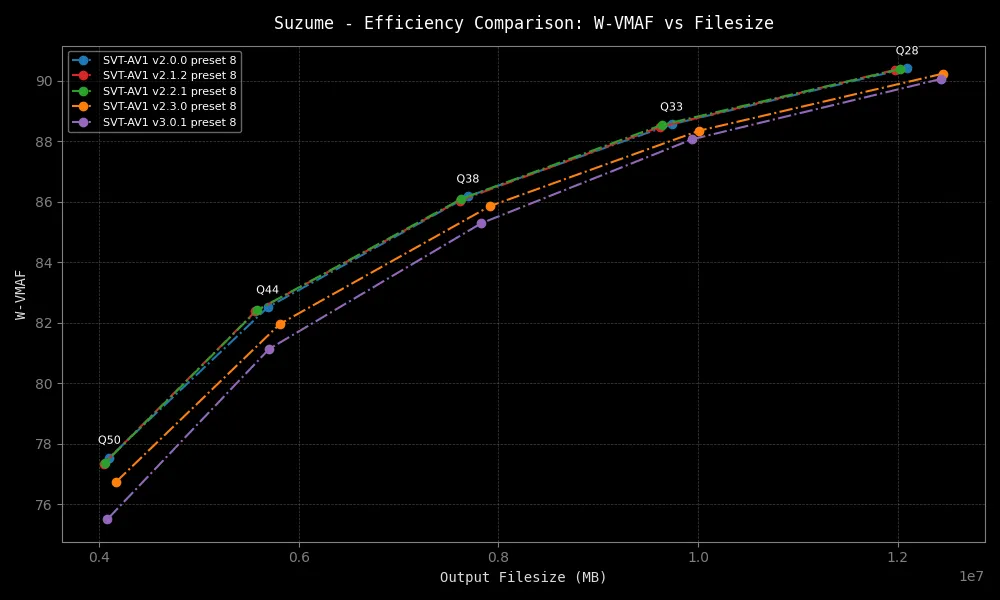 Suzume - Efficiency Comparison: W-VMAF vs Filesize
SVT-AV1 v2.0.0 preset 8
SVT-AV1 v2.1.2 preset 8
SVT-AV1 v2.2.1 preset 8
SVT-AV1 v2.3.0 preset 8
SVT-AV1 v3.0.1 preset 8
Q28
Q33
Q38
Q44
Q50
W-VMAF
90
88
86
84
82
80
78
76
0.4
0.6
0.8
1.0
1.2
1e7
Output Filesize (MB)